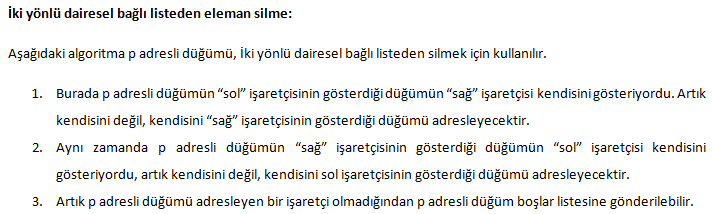 İki yönlü dairesel bağlı listeden eleman silme:
Aşağıdaki algoritma p adresli düğümü, İki yönlü dairesel bağlı listeden silmek için kullanılır.
1. Burada p adresli düğümün “sol” işaretçisinin gösterdiği düğümün “sağ” işaretçisi kendisini gösteriyordu. Artık
kendisini değil, kendisini “sağ” işaretçisinin gösterdiği düğümü adresleyecektir.
2. Aynı zamanda p adresli düğümün “sağ” işaretçisinin gösterdiği düğümün “sol” işaretçisi kendisini
gösteriyordu, artık kendisini değil, kendisini sol işaretçisinin gösterdiği düğümü adresleyecektir.
3. Artık p adresli düğümü adresleyen bir işaretçi olmadığından p adresli düğüm boşlar listesine gönderilebilir.